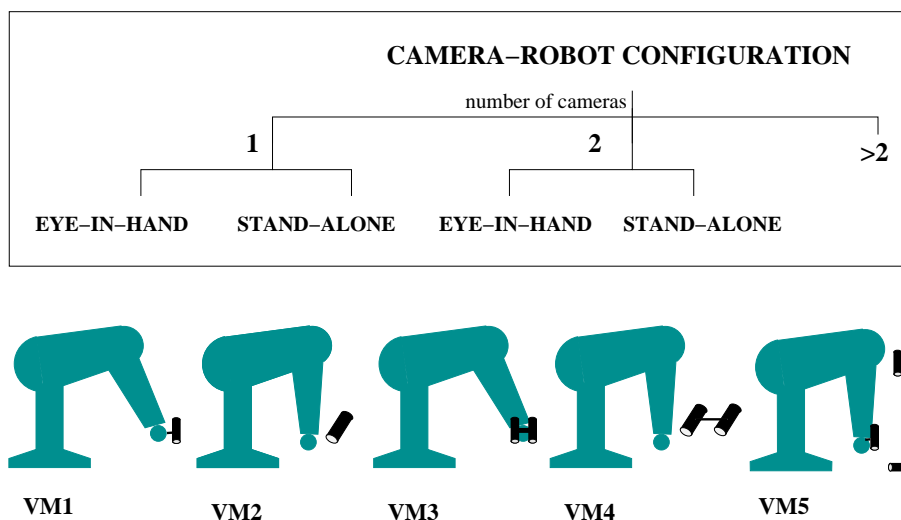 CAMERA−ROBOT CONFIGURATION
number of cameras
1
2
>2
EYE−IN−HAND
STAND−ALONE
EYE−IN−HAND
STAND−ALONE
VM1
VM2
VM3
VM4
VM5